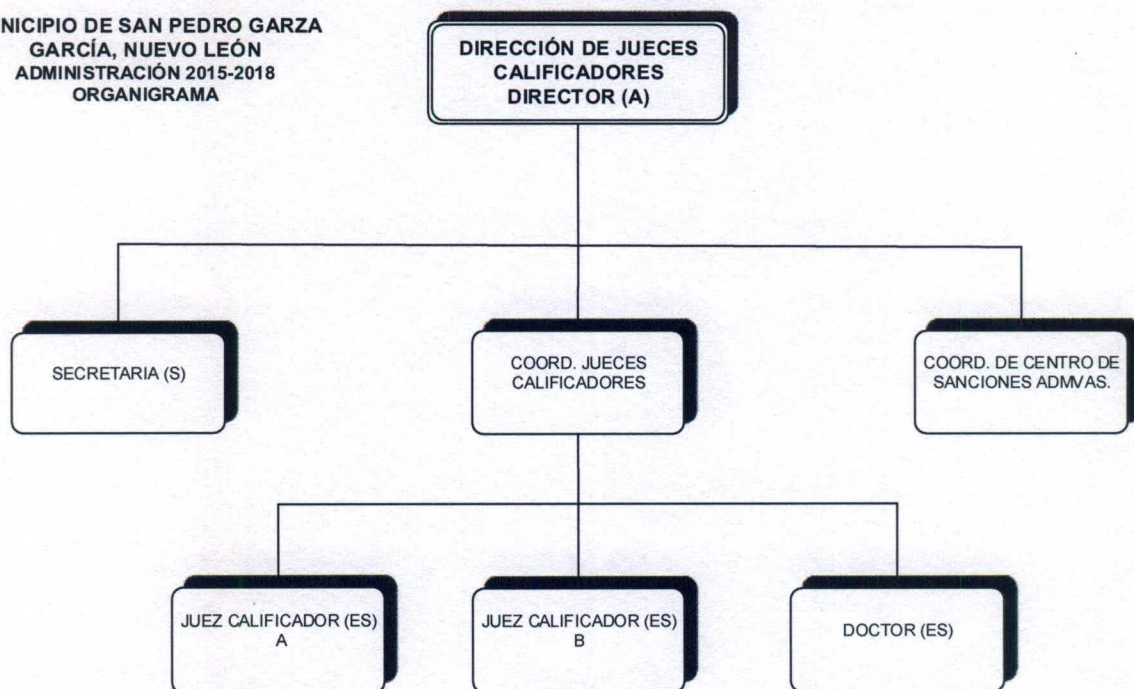 NICIPIO DE SAN PEDRO GARZA
GARCÍA, NUEVO LEÓN
ADMINISTRACIÓN 2015-2018
ORGANIGRAMA
DIRECCIÓN DE JUECES
CALIFICADORES
DIRECTOR (A)
SECRETARIA (S)
COORD. JUECES
CALIFICADORES
COORD. DE CENTRO DE
SANCIONES ADMVAS.
JUEZ CALIFICADOR (ES)
A
JUEZ CALIFICADOR (ES)
B
DOCTOR (ES)